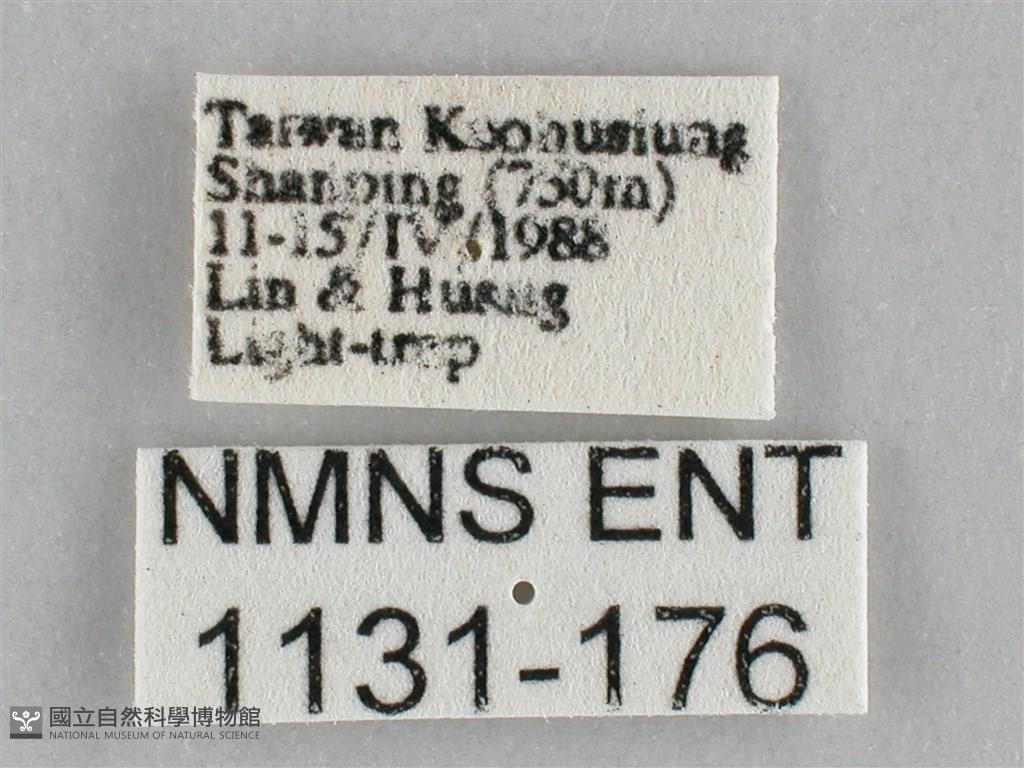 Taiwan Kaohusiung
Shanping (750m)
11-15/IV/1988
Lin & Huang
Light-trap
NMNS ENT
1131-176
國立自然科學博物館
NATIONAL MUSEUM OF NATURAL SCIENCE